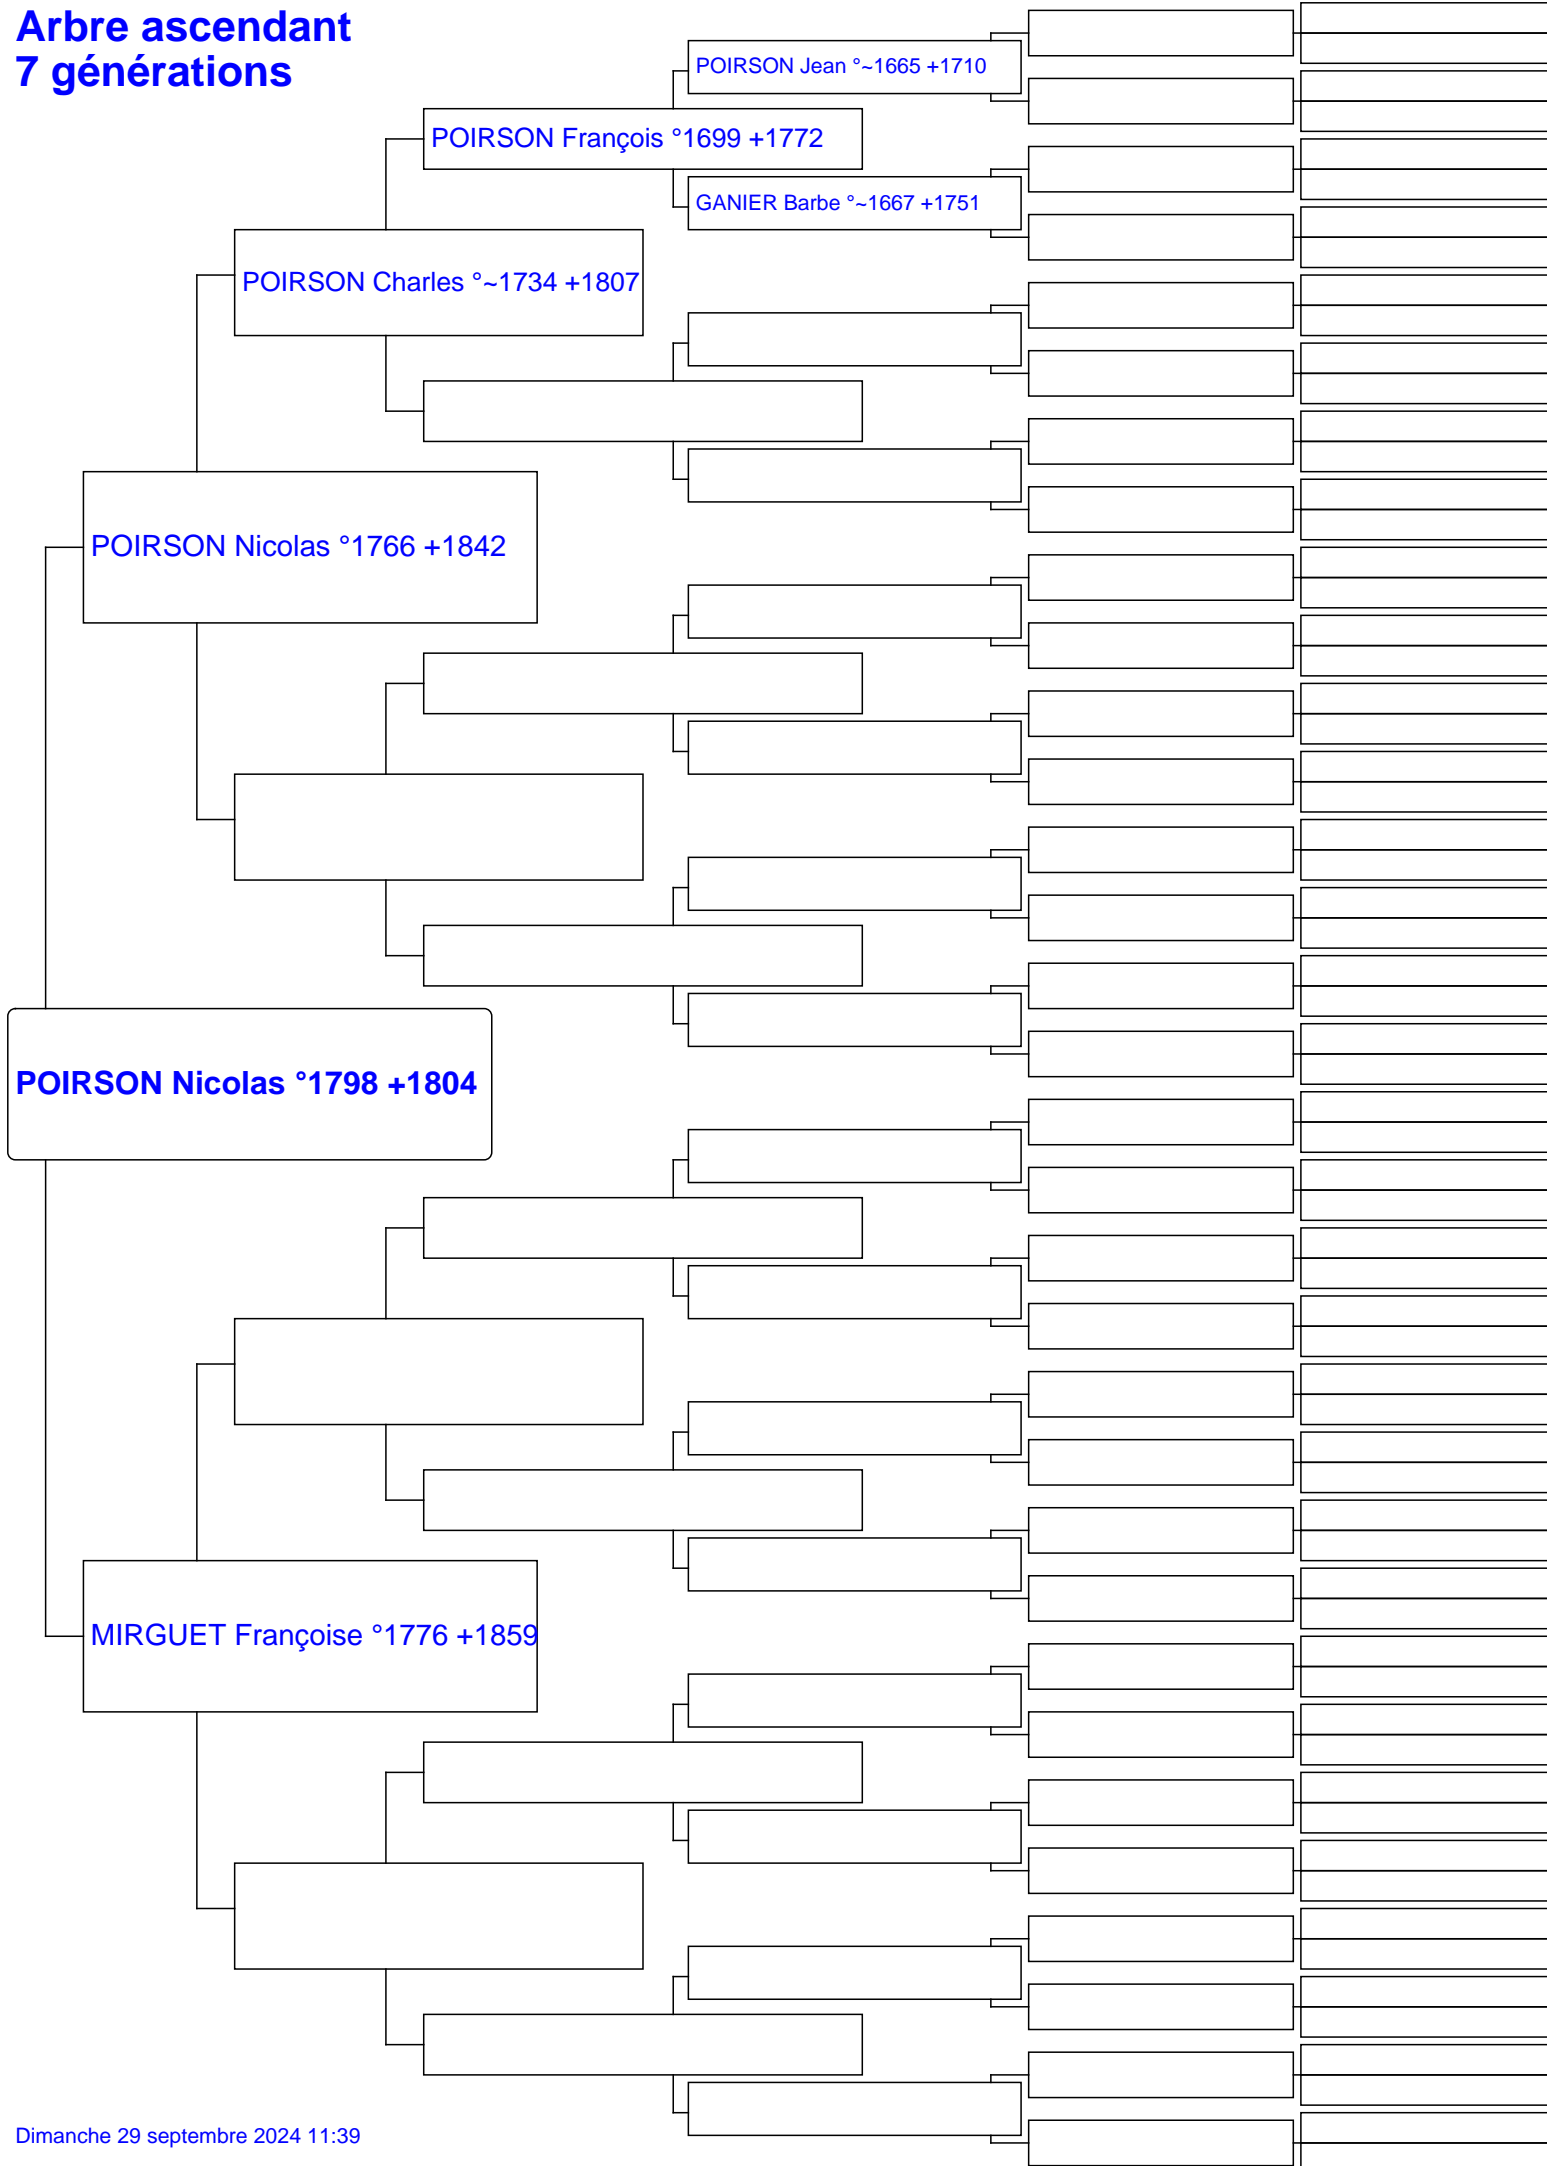 Arbre ascendant
7 générations
POIRSON Jean °~1665 +1710
POIRSON François °1699 +1772
GANIER Barbe °~1667 +1751
POIRSON Charles °~1734 +1807
POIRSON Nicolas °1766 +1842
POIRSON Nicolas °1798 +1804
MIRGUET Françoise °1776 +1859
Dimanche 29 septembre 2024 11:39